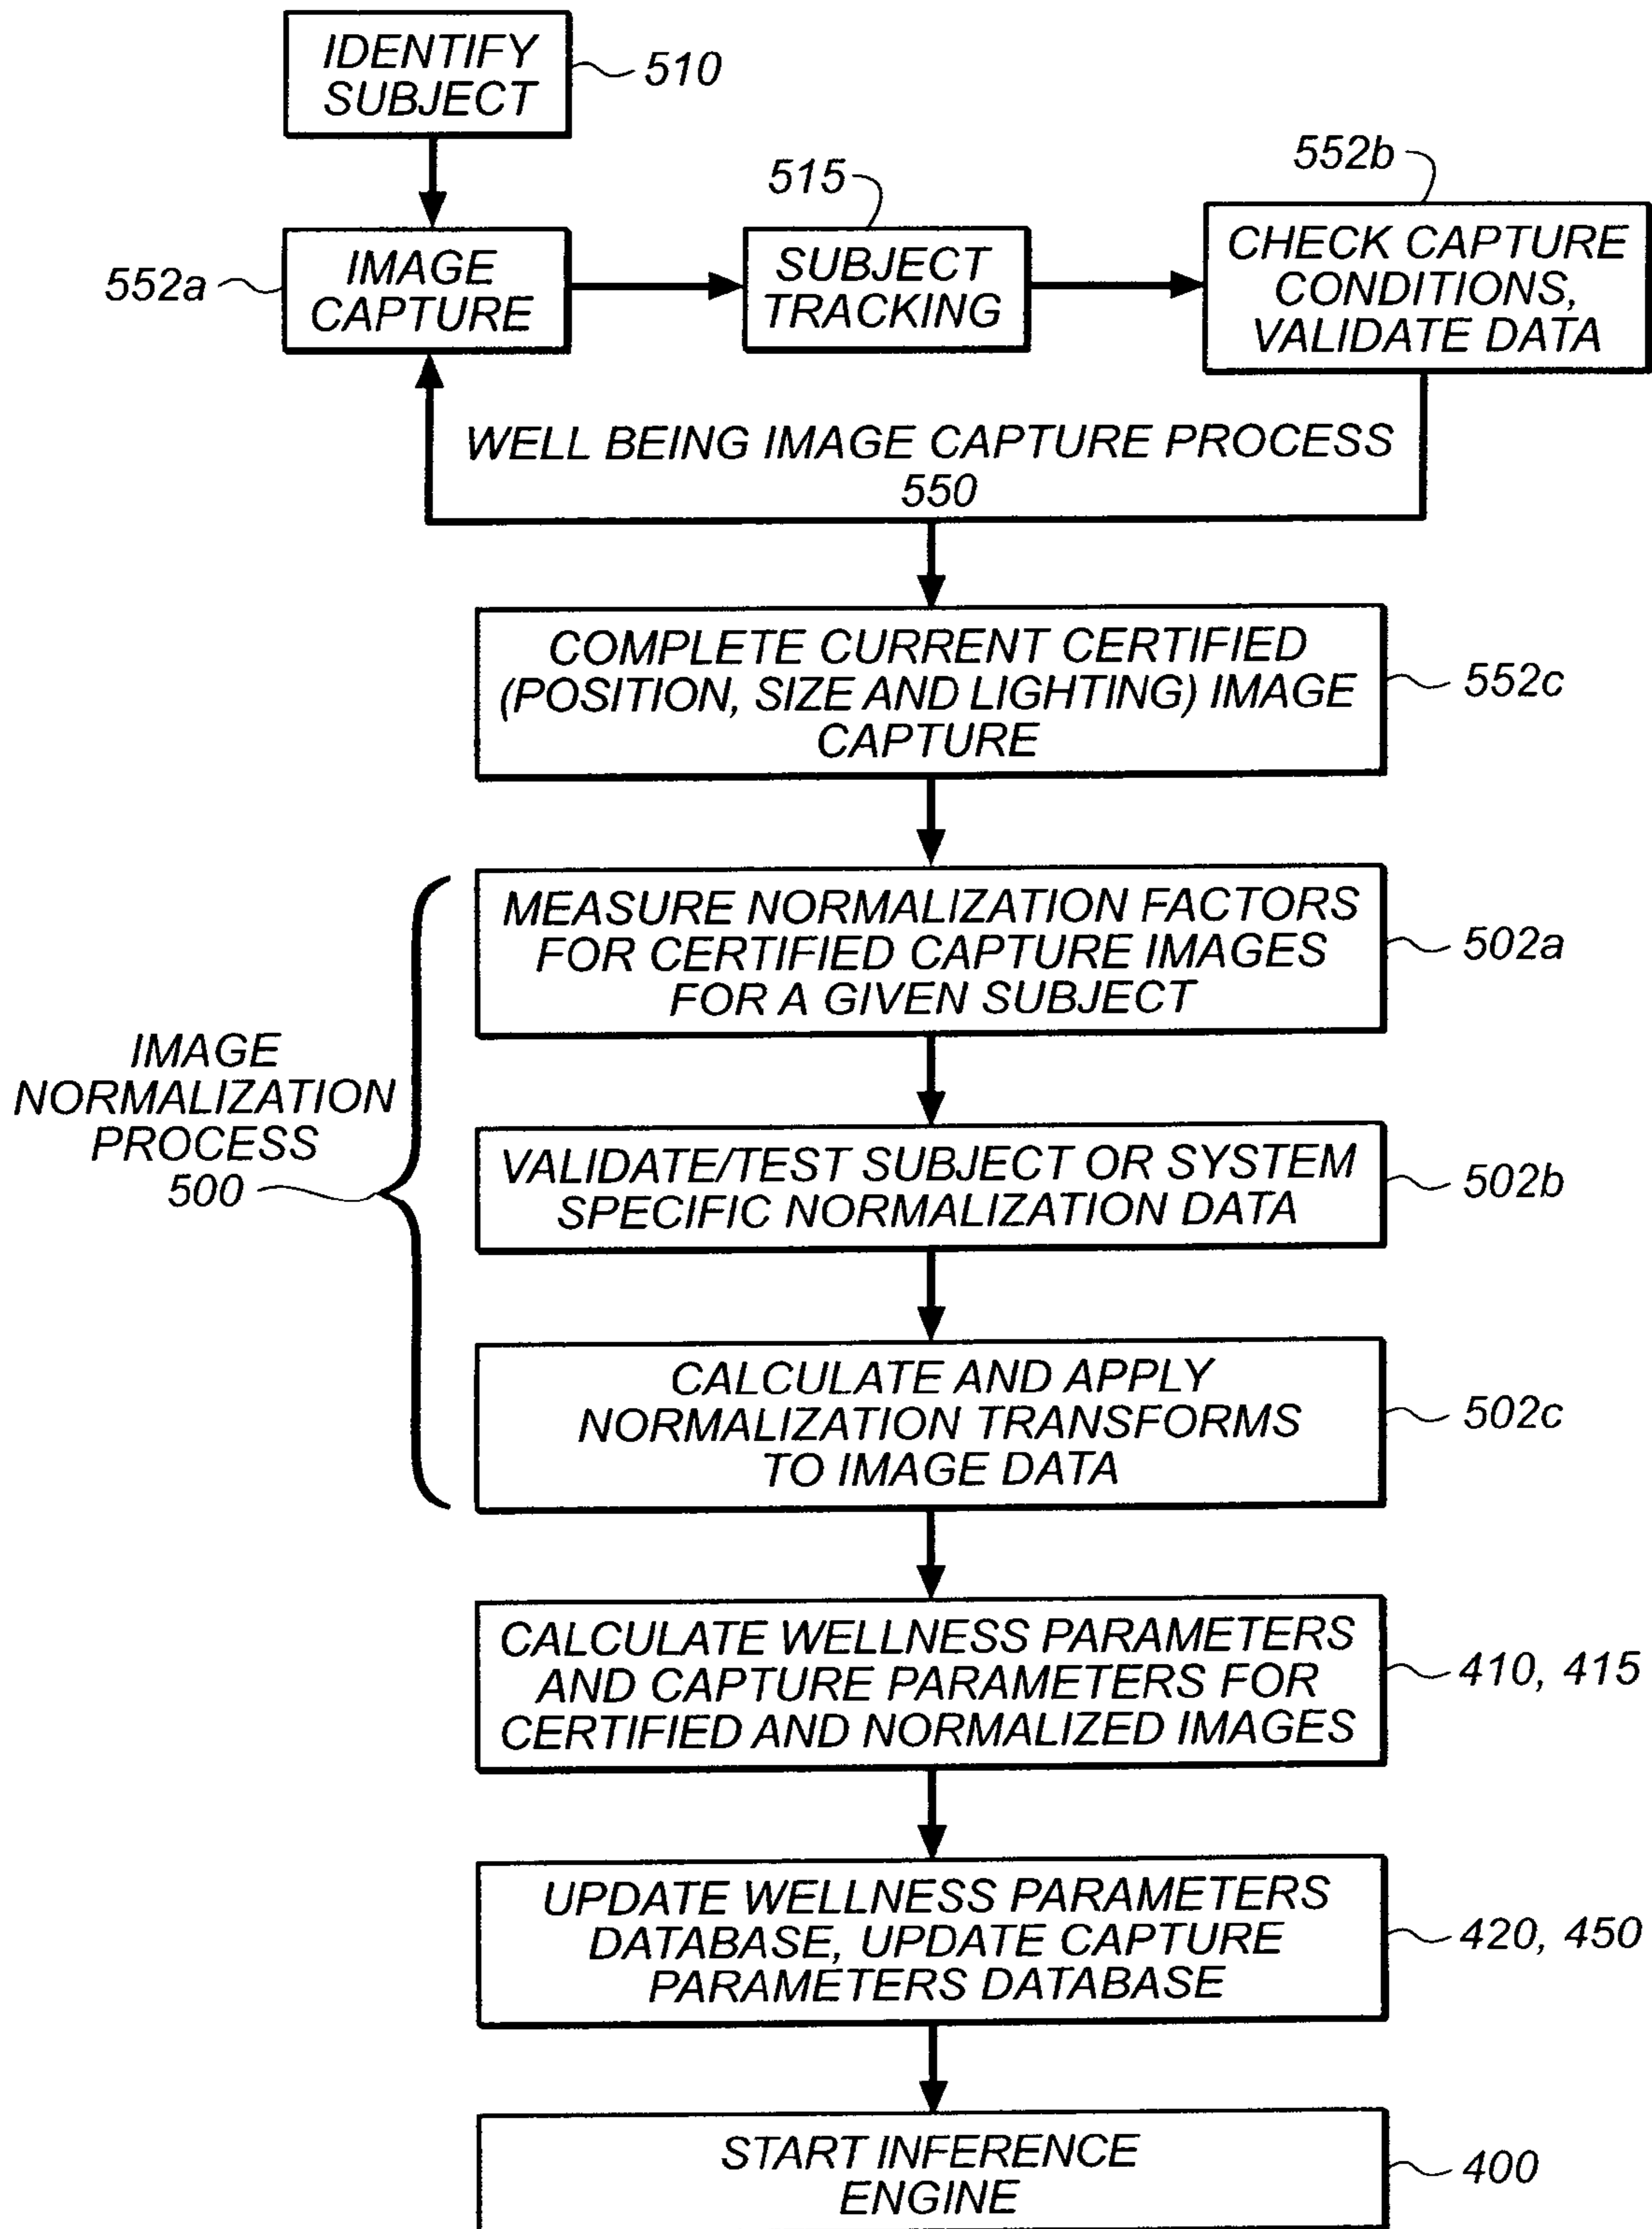 IDENTIFY
SUBJECT
510
552a
IMAGE
CAPTURE
515
SUBJECT
TRACKING
552b
CHECK CAPTURE
CONDITIONS,
VALIDATE DATA
WELL BEING IMAGE CAPTURE PROCESS
550
COMPLETE CURRENT CERTIFIED
(POSITION, SIZE AND LIGHTING) IMAGE
CAPTURE
552c
IMAGE
NORMALIZATION
PROCESS
500
MEASURE NORMALIZATION FACTORS
FOR CERTIFIED CAPTURE IMAGES
FOR A GIVEN SUBJECT
502a
VALIDATE/TEST SUBJECT OR SYSTEM
SPECIFIC NORMALIZATION DATA
502b
CALCULATE AND APPLY
NORMALIZATION TRANSFORMS
TO IMAGE DATA
502c
CALCULATE WELLNESS PARAMETERS
AND CAPTURE PARAMETERS FOR
CERTIFIED AND NORMALIZED IMAGES
410, 415
UPDATE WELLNESS PARAMETERS
DATABASE, UPDATE CAPTURE
PARAMETERS DATABASE
420, 450
START INFERENCE
ENGINE
400